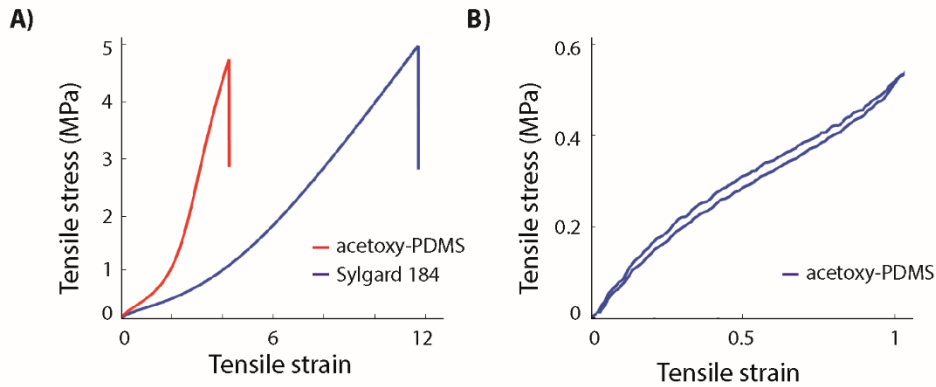 A)
Tensile stress (MPa)
5
4
3
2
1
0
0
6
12
Tensile strain
acetoxy-PDMS
Sylgard 184
B)
Tensile stress (MPa)
0.6
0.4
0.2
0
0
0.5
1
Tensile strain
acetoxy-PDMS